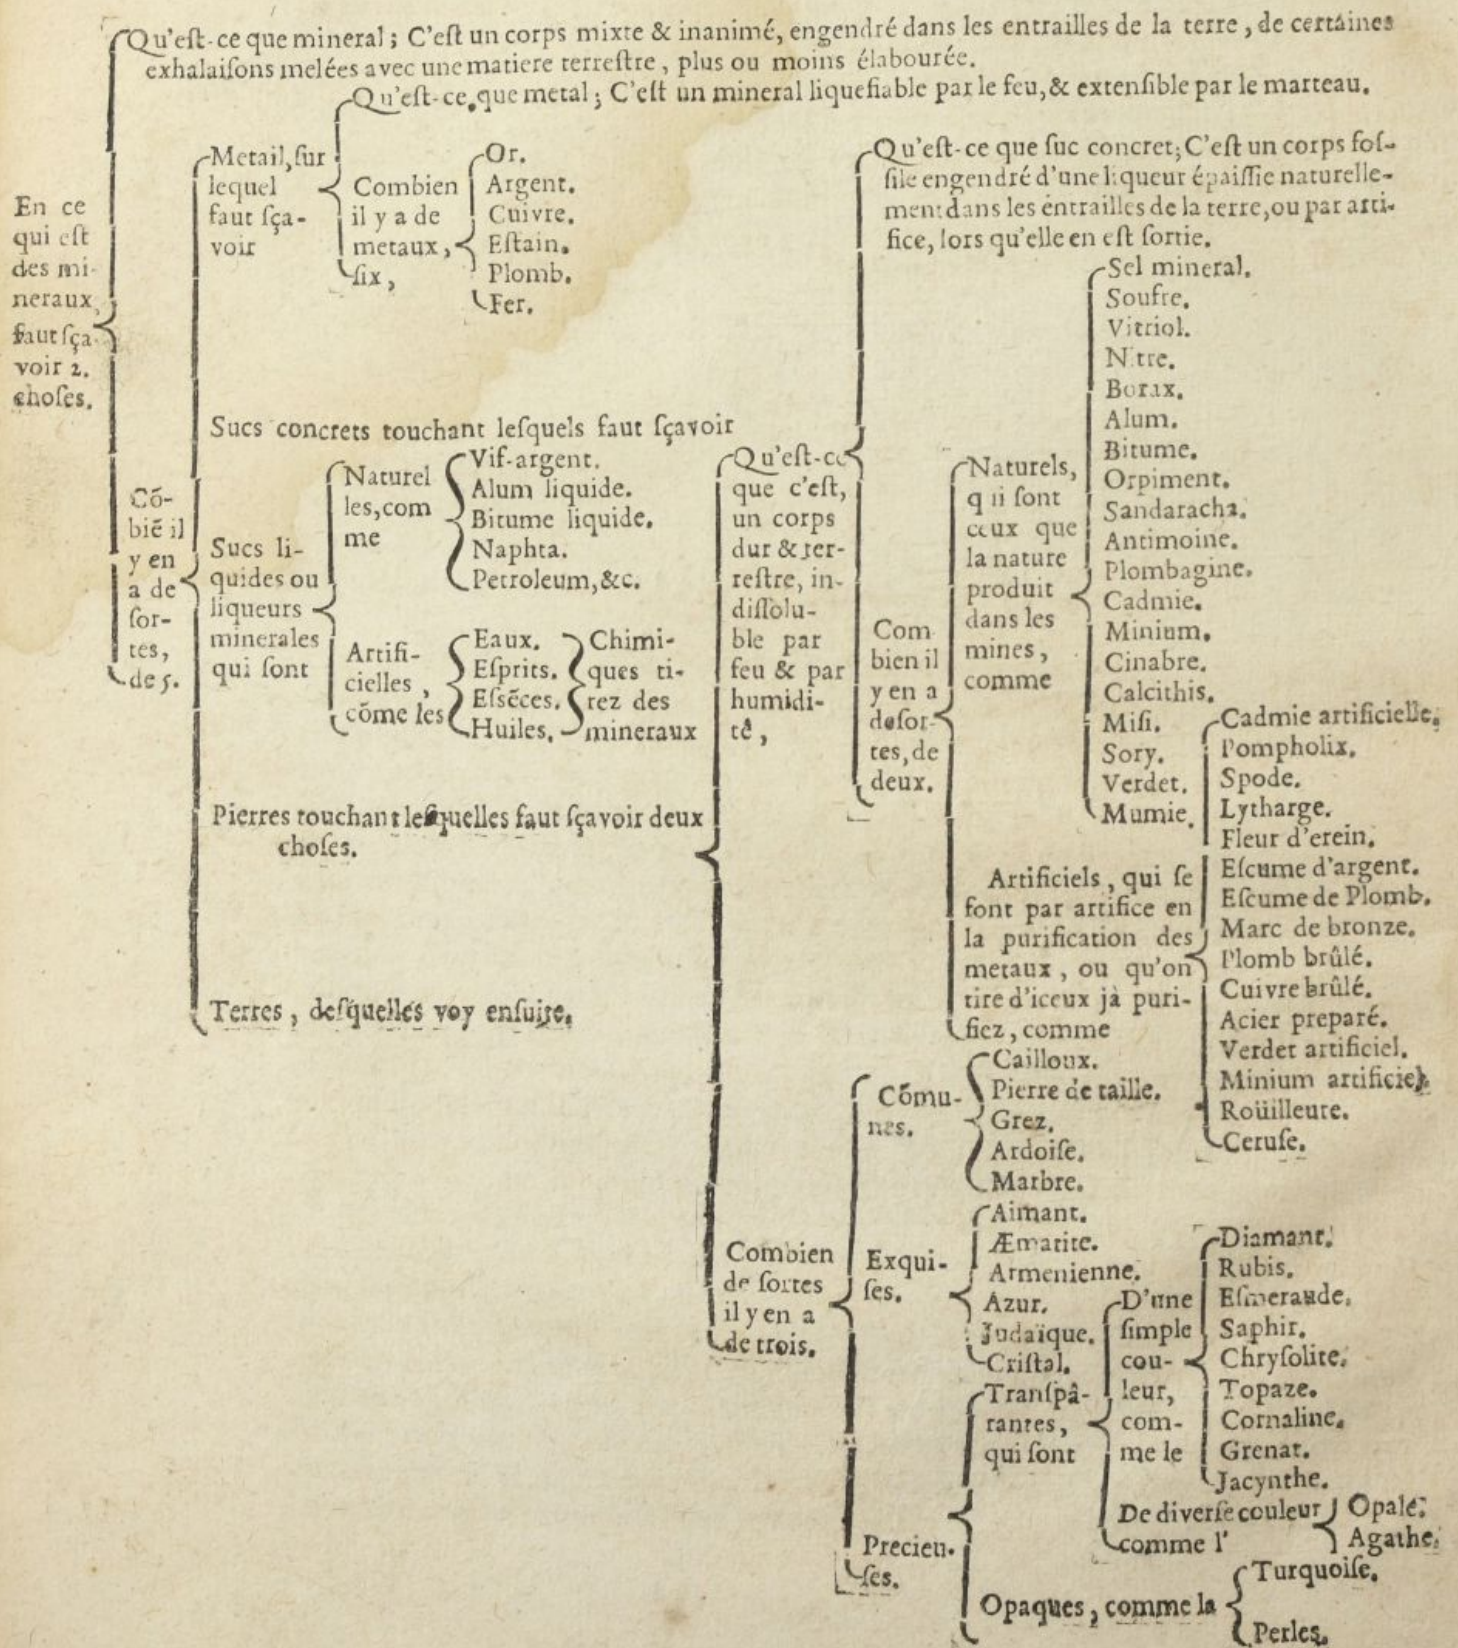 Qu'eſt-ce que mineral ; C'eſt un corps mixte & inanimé, engendré dans les entrailles de la terre, de certaines
exhalaiſons melées avec une matiere terreſtre, plus ou moins élabourée.
En ce
qui eſt
des mi-
neraux,
faut ſça-
voir 2.
choſes.
Cõ-
biẽ il
y en
a de
ſor-
tes,
de 5.
Metail, ſur
lequel
faut ſça-
voir
Qu'eſt-ce que metal ; C'eſt un mineral liquefiable par le feu, & extenſible par le marteau.
Combien
il y a de
metaux,
ſix,
Or.
Argent.
Cuivre.
Eſtain.
Plomb.
Fer.
Sucs concrets touchant leſquels faut ſçavoir
Qu'eſt-ce que ſuc concret; C'eſt un corps foſ-
ſile engendré d'une liqueur épaiſſie naturelle-
ment dans les entrailles de la terre, ou par arti-
fice, lors qu'elle en eſt ſortie.
Com
bien il
y en a
de ſor-
tes, de
deux.
Naturels,
qui ſont
ceux que
la nature
produit
dans les
mines,
comme
Sel mineral.
Soufre.
Vitriol.
Nitre.
Borax.
Alum.
Bitume.
Orpiment.
Sandaracha.
Antimoine.
Plombagine.
Cadmie.
Minium.
Cinabre.
Calcithis.
Miſi.
Sory.
Verdet.
Mumie.
Artificiels, qui ſe
font par artifice en
la purification des
metaux, ou qu'on
tire d'iceux jà puri-
fiez, comme
Cadmie artificielle.
Pompholix.
Spode.
Lytharge.
Fleur d'erein.
Eſcume d'argent.
Eſcume de Plomb.
Marc de bronze.
Plomb brûlé.
Cuivre brûlé.
Acier preparé.
Verdet artificiel.
Minium artificiel.
Roüilleure.
Ceruſe.
Sucs li-
quides ou
liqueurs
minerales
qui ſont
Naturel
les, com
me
Vif-argent.
Alum liquide.
Bitume liquide.
Naphta.
Petroleum, &c.
Artifi-
cielles,
cõme les
Eaux.
Eſprits.
Eſsẽces.
Huiles.
Chimi-
ques ti-
rez des
mineraux
Pierres touchant leſquelles faut ſçavoir deux
choſes.
Qu'eſt-ce
que c'eſt,
un corps
dur & ter-
reſtre, in-
diſſolu-
ble par
feu & par
humidi-
té,
Combien
de ſortes
il y en a
de trois.
Cõmu-
nes.
Cailloux.
Pierre de taille.
Grez.
Ardoiſe.
Marbre.
Exqui-
ſes.
Aimant.
Æmatite.
Armenienne.
Azur.
Judaïque.
Criſtal.
Precieu-
ſes.
Tranſpâ-
rantes,
qui ſont
D'une
ſimple
cou-
leur,
com-
me le
Diamant.
Rubis.
Eſmeraude.
Saphir.
Chryſolite.
Topaze.
Cornaline.
Grenat.
Jacynthe.
De diverſe couleur
comme l'
Opale.
Agathe.
Opaques, comme la
Turquoiſe.
Perles.
Terres, deſquelles voy enſuite.